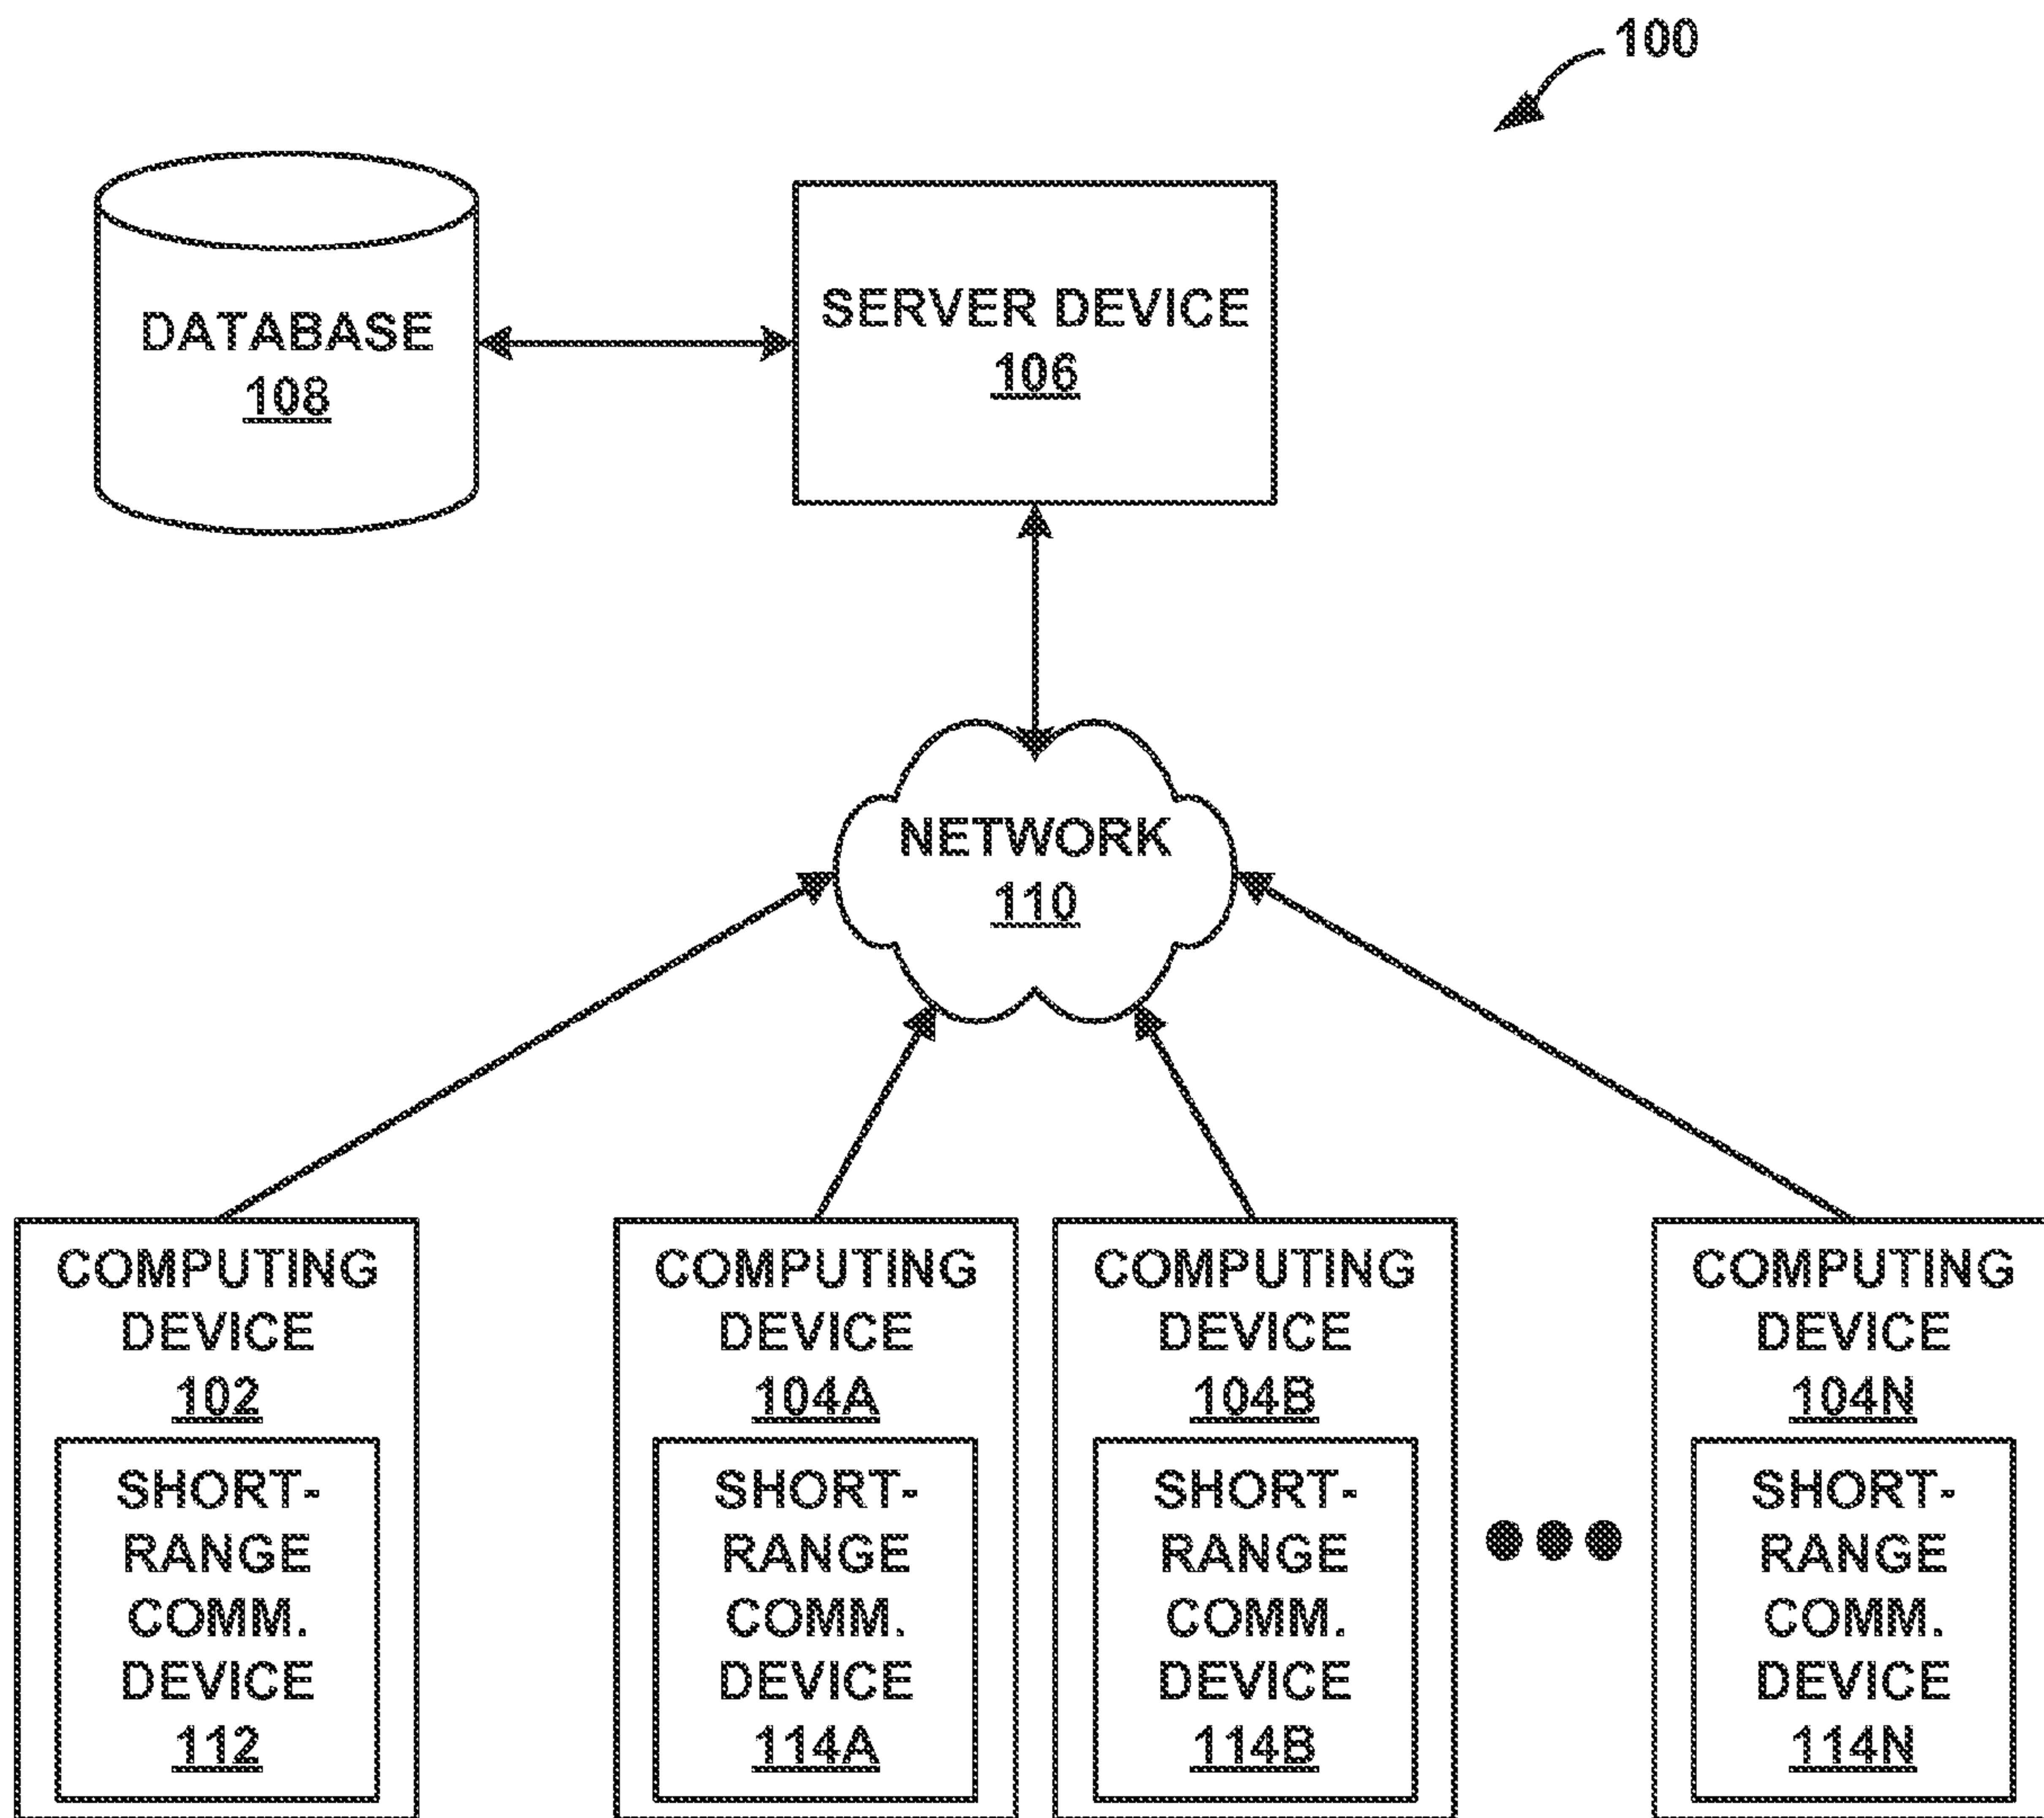 100
DATABASE
108
SERVER DEVICE
106
NETWORK
110
COMPUTING
DEVICE
102
SHORT-
RANGE
COMM.
DEVICE
112
COMPUTING
DEVICE
104A
SHORT-
RANGE
COMM.
DEVICE
114A
COMPUTING
DEVICE
104B
SHORT-
RANGE
COMM.
DEVICE
114B
COMPUTING
DEVICE
104N
SHORT-
RANGE
COMM.
DEVICE
114N